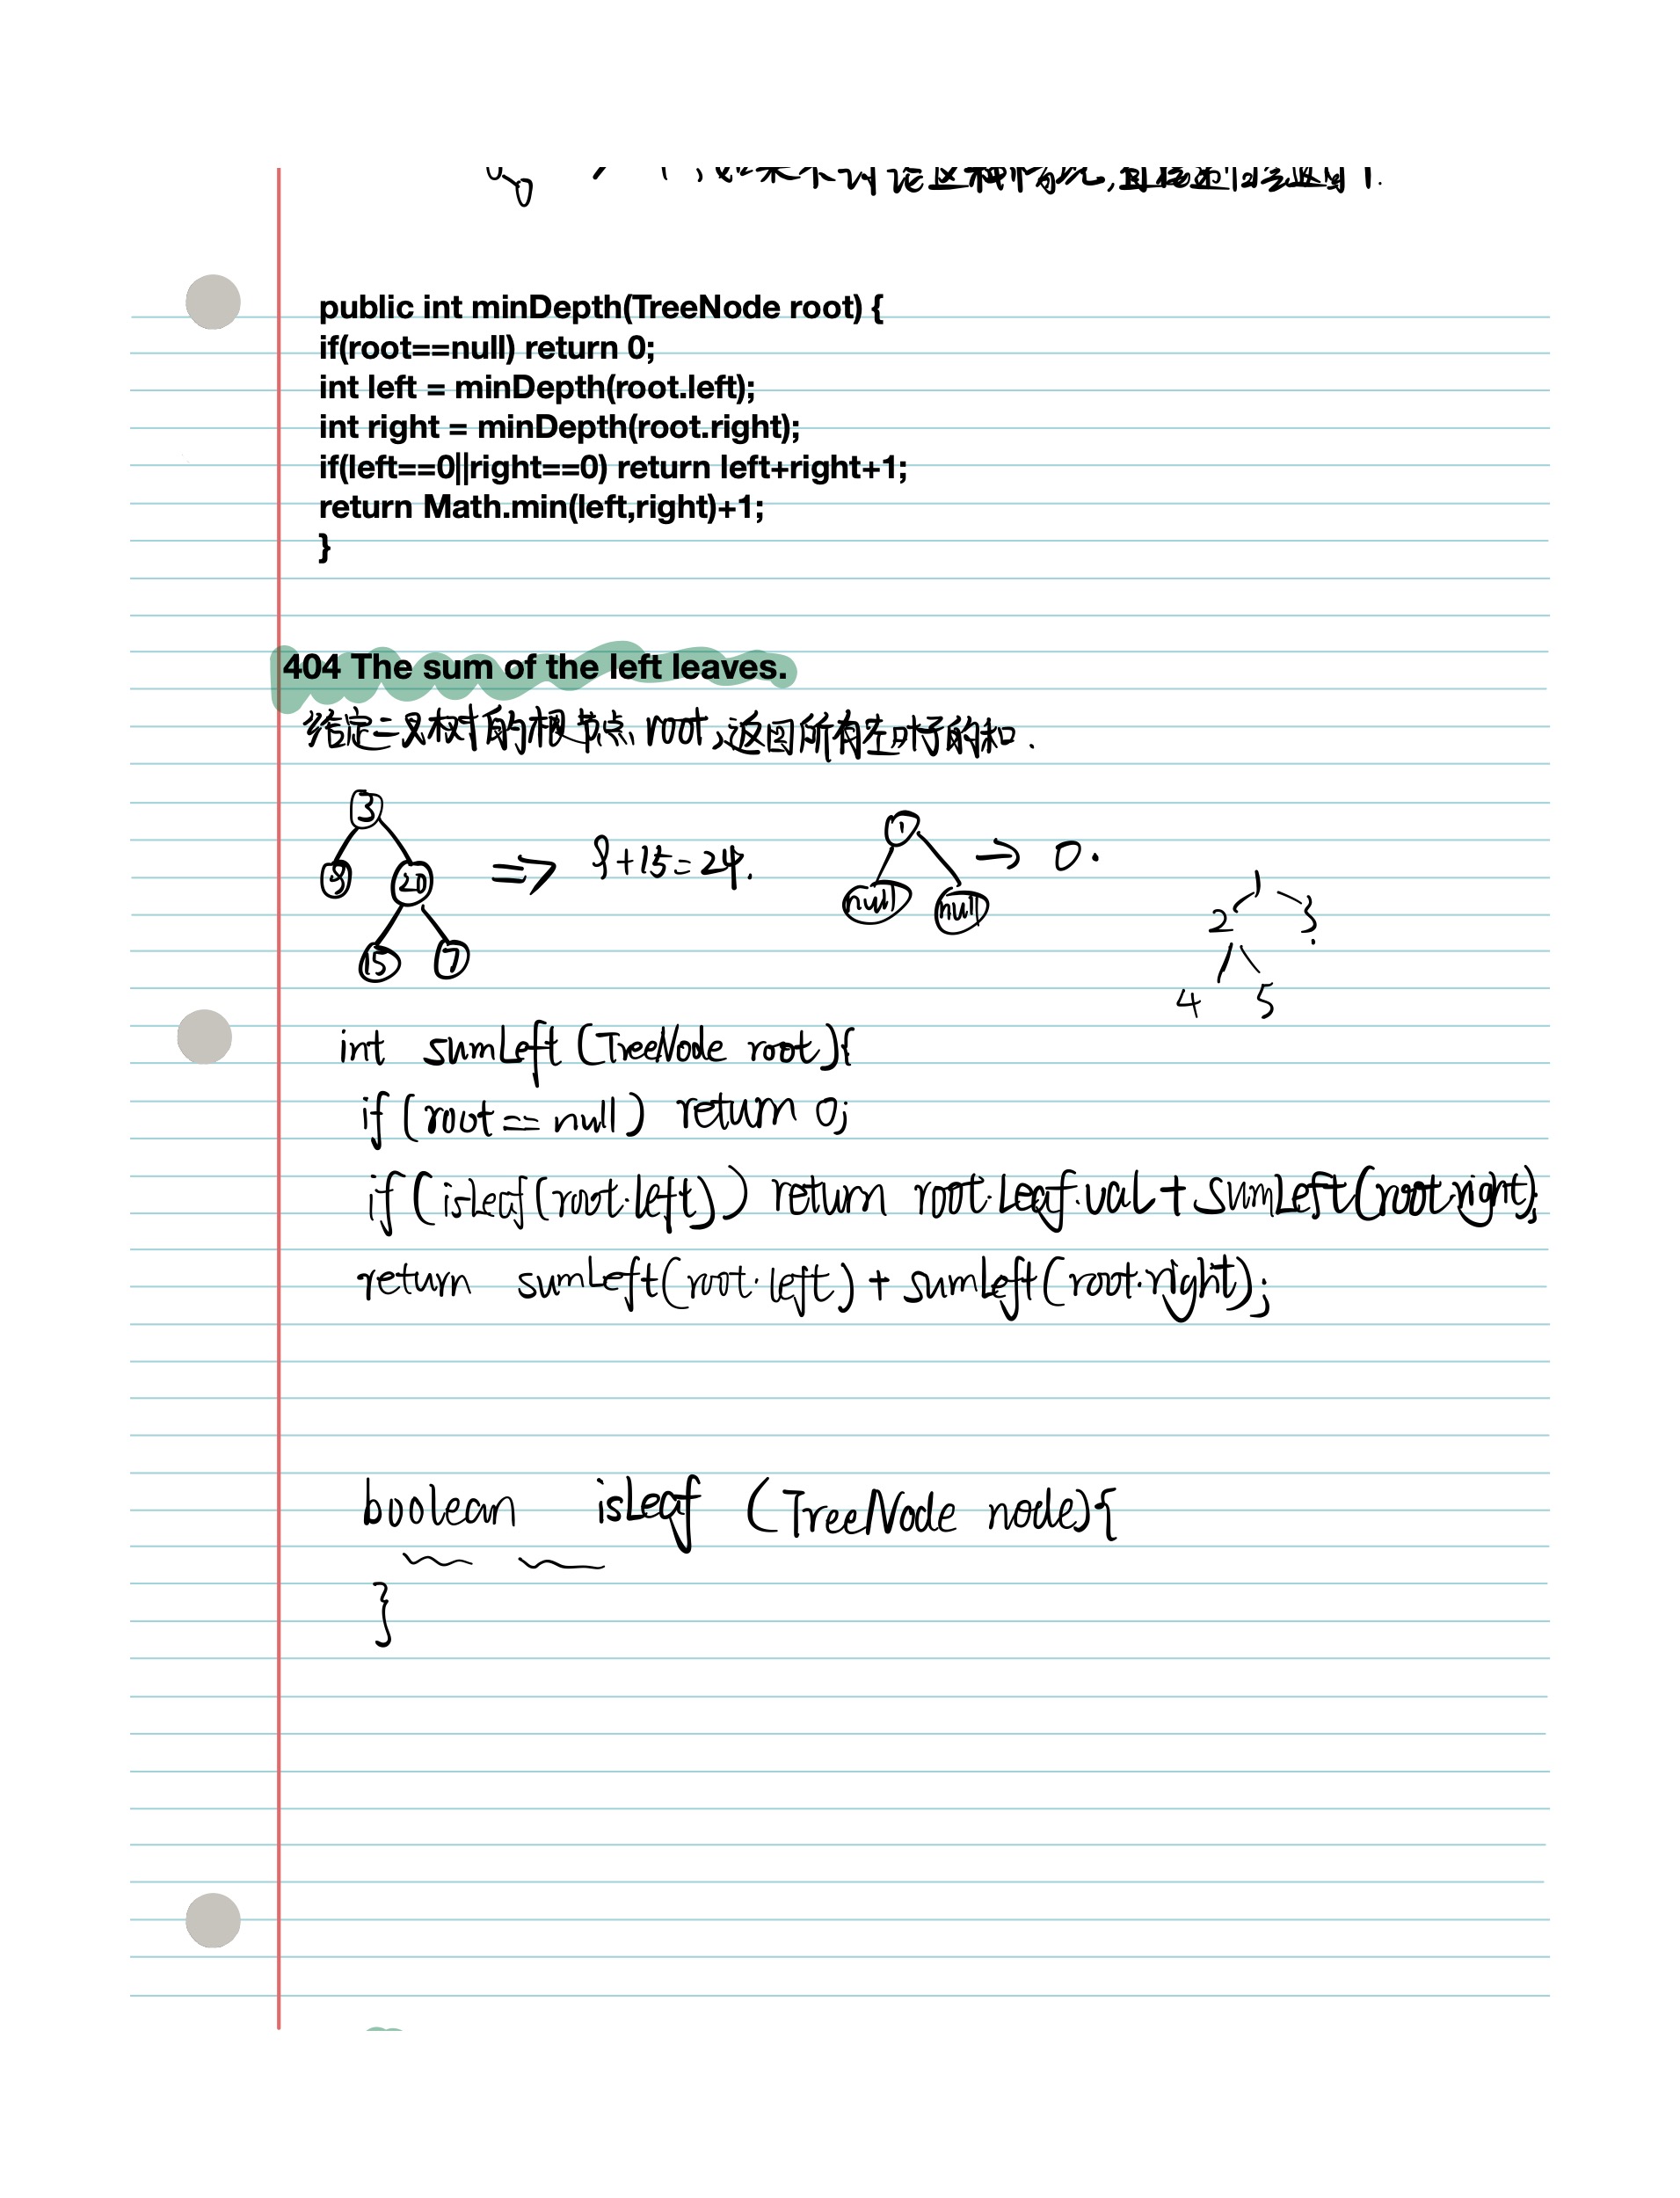 public int minDepth(TreeNode root) {
if(root==null) return 0;
int left = minDepth(root.left);
int right = minDepth(root.right);
if(left==0||right==0) return left+right+1;
return Math.min(left,right)+1;
}
404 The sum of the left leaves.
给定二叉树的根节点 root,返回所有左叶子的和.
3
9 20 => 9+15=24.
15 7
1 → 0.
null null
1
2 3
4 5
int sumLeft (TreeNode root){
if (root == null) return 0;
if (isLeaf(root.left)) return root.Leaf.val + SumLeft(root.right);
return sumLeft(root.left) + sumLeft(root.right);
boolean isLeaf (TreeNode node){
}